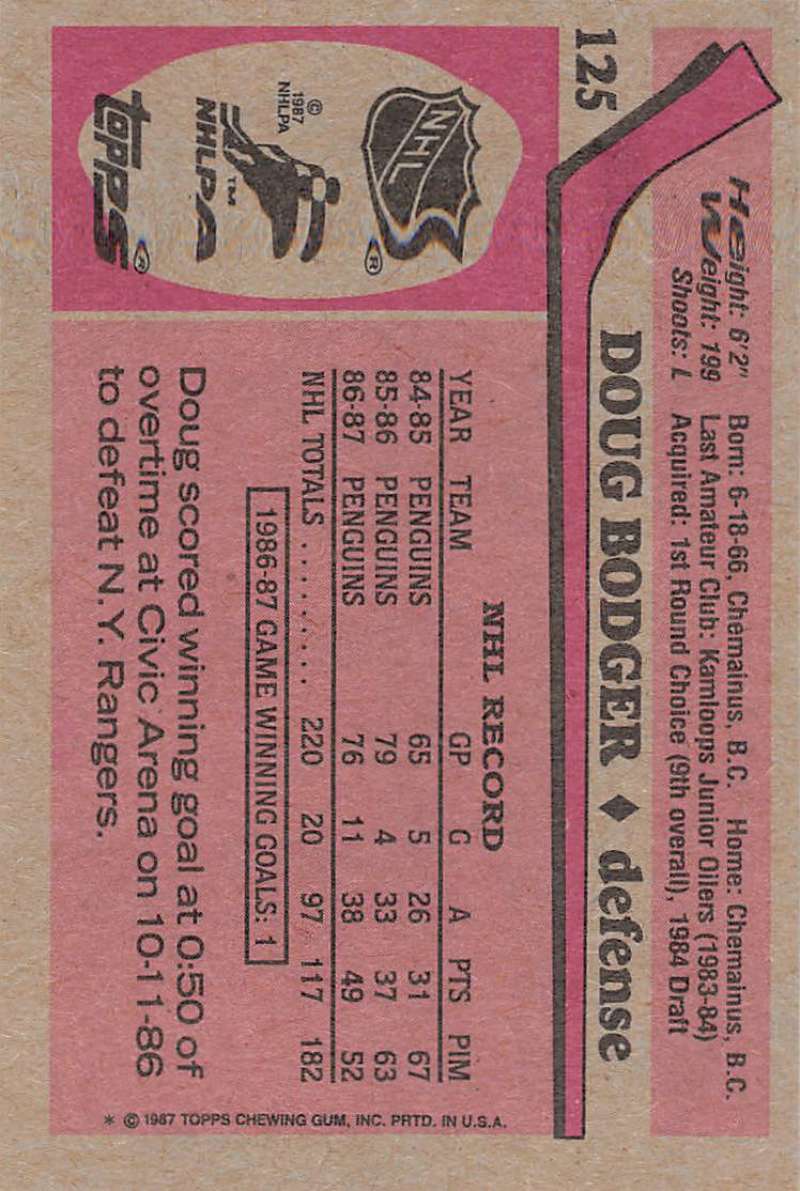 125
Height: 6'2" Born: 6-18-66, Chemainus, B.C. Home: Chemainus, B.C.
Weight: 199 Last Amateur Club: Kamloops Junior Oilers (1983-84)
Shoots: L Acquired: 1st Round Choice (9th overall), 1984 Draft
DOUG BODGER ♦ defense
NHL ®
© 1987 NHLPA
NHLPA ™
TOPPS ®
NHL RECORD
YEAR TEAM GP G A PTS PIM
84-85 PENGUINS 65 5 26 31 67
85-86 PENGUINS 79 4 33 37 63
86-87 PENGUINS 76 11 38 49 52
NHL TOTALS .......... 220 20 97 117 182
1986-87 GAME WINNING GOALS: 1
Doug scored winning goal at 0:50 of
overtime at Civic Arena on 10-11-86
to defeat N.Y. Rangers.
* © 1987 TOPPS CHEWING GUM, INC. PRTD. IN U.S.A.